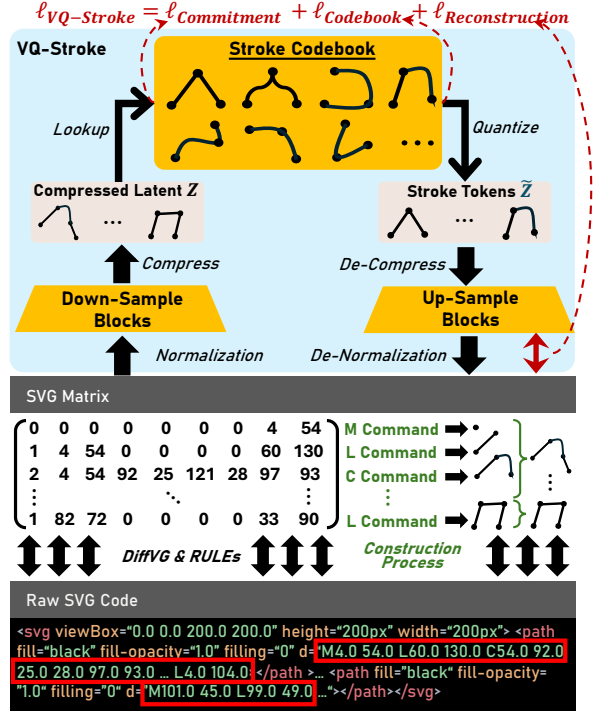 ℓVQ-Stroke = ℓCommitment + ℓCodebook + ℓReconstruction
VQ-Stroke
Stroke Codebook
...
Lookup
Quantize
Compressed Latent Z
...
Stroke Tokens Z̃
...
Compress
De-Compress
Down-Sample
Blocks
Up-Sample
Blocks
Normalization
De-Normalization
SVG Matrix
0 0 0 0 0 0 0 4 54
1 4 54 0 0 0 0 60 130
2 4 54 92 25 121 28 97 93
⋮ ⋱ ⋮
1 82 72 0 0 0 0 33 90
M Command
L Command
C Command
⋮
L Command
⋮
DiffVG & RULEs
Construction
Process
Raw SVG Code
<svg viewBox="0.0 0.0 200.0 200.0" height="200px" width="200px"> <path
fill="black" fill-opacity="1.0" filling="0" d="M4.0 54.0 L60.0 130.0 C54.0 92.0
25.0 28.0 97.0 93.0 ... L4.0 104.0></path >... <path fill="black" fill-opacity=
"1.0" filling="0" d="M101.0 45.0 L99.0 49.0 ..."></path></svg>